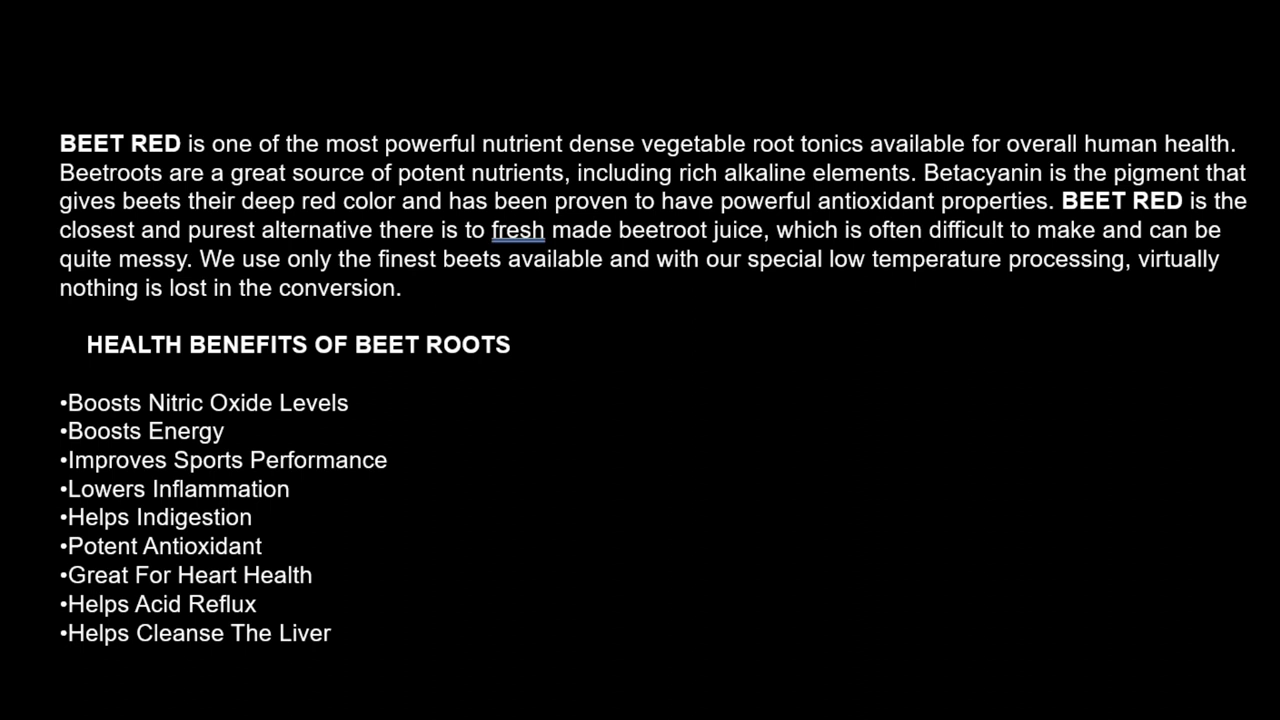 BEET RED is one of the most powerful nutrient dense vegetable root tonics available for overall human health.
Beetroots are a great source of potent nutrients, including rich alkaline elements. Betacyanin is the pigment that
gives beets their deep red color and has been proven to have powerful antioxidant properties. BEET RED is the
closest and purest alternative there is to fresh made beetroot juice, which is often difficult to make and can be
quite messy. We use only the finest beets available and with our special low temperature processing, virtually
nothing is lost in the conversion.
HEALTH BENEFITS OF BEET ROOTS
•Boosts Nitric Oxide Levels
•Boosts Energy
•Improves Sports Performance
•Lowers Inflammation
•Helps Indigestion
•Potent Antioxidant
•Great For Heart Health
•Helps Acid Reflux
•Helps Cleanse The Liver